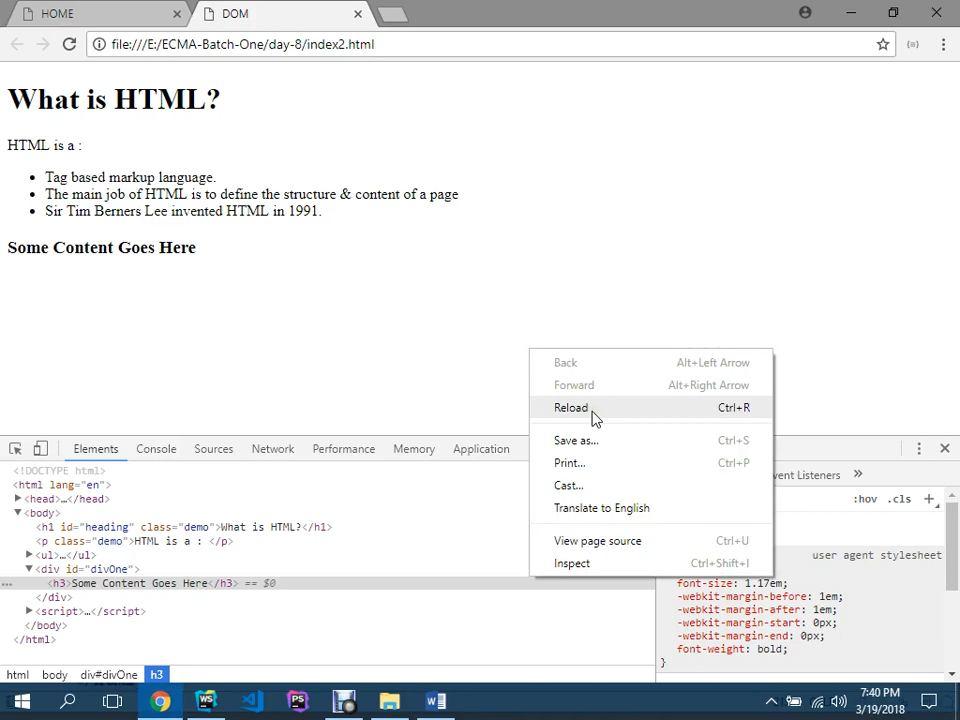 HOME
DOM
file:///E:/ECMA-Batch-One/day-8/index2.html
What is HTML?
HTML is a :
Tag based markup language.
The main job of HTML is to define the structure & content of a page
Sir Tim Berners Lee invented HTML in 1991.
Some Content Goes Here
Back Alt+Left Arrow
Forward Alt+Right Arrow
Reload Ctrl+R
Save as... Ctrl+S
Print... Ctrl+P
Cast...
Translate to English
View page source Ctrl+U
Inspect Ctrl+Shift+I
Elements Console Sources Network Performance Memory Application
vent Listeners »
:hov .cls +
<!DOCTYPE html>
<html lang="en">
<head>…</head>
<body>
<h1 id="heading" class="demo">What is HTML?</h1>
<p class="demo">HTML is a : </p>
<ul>…</ul>
<div id="divOne">
<h3>Some Content Goes Here</h3> == $0
</div>
<script>…</script>
</body>
</html>
user agent stylesheet
font-size: 1.17em;
-webkit-margin-before: 1em;
-webkit-margin-after: 1em;
-webkit-margin-start: 0px;
-webkit-margin-end: 0px;
font-weight: bold;
}
html body div#divOne h3
WS
PS
7:40 PM
3/19/2018